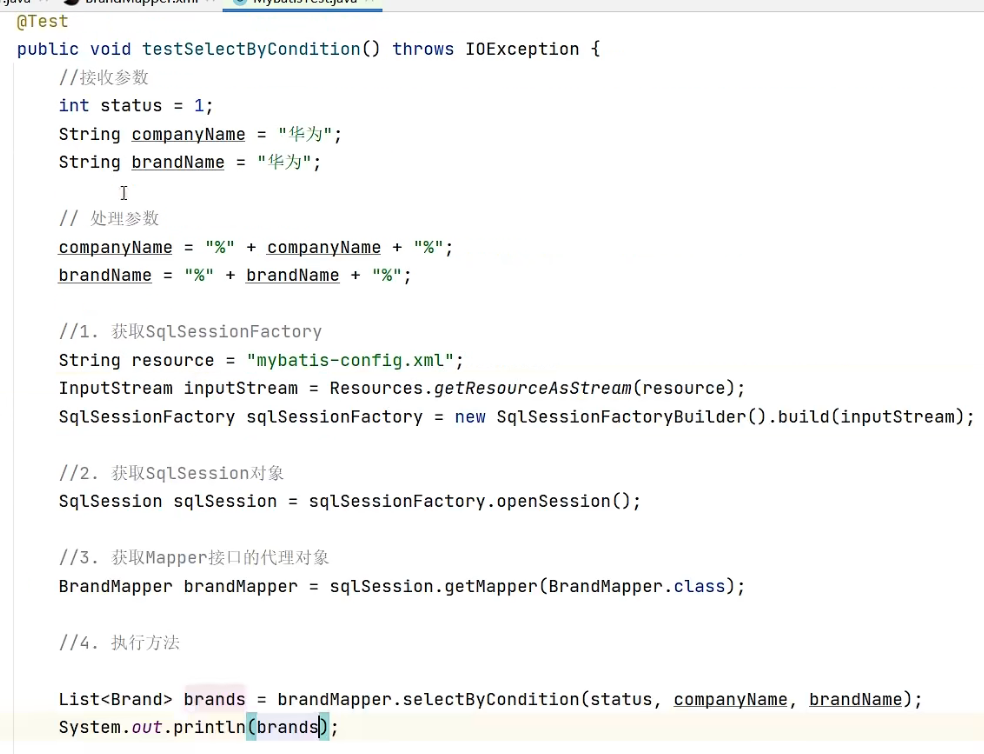 BrandMapper.xml
MyBatisTest.java
@Test
public void testSelectByCondition() throws IOException {
//接收参数
int status = 1;
String companyName = "华为";
String brandName = "华为";
// 处理参数
companyName = "%" + companyName + "%";
brandName = "%" + brandName + "%";
//1. 获取SqlSessionFactory
String resource = "mybatis-config.xml";
InputStream inputStream = Resources.getResourceAsStream(resource);
SqlSessionFactory sqlSessionFactory = new SqlSessionFactoryBuilder().build(inputStream);
//2. 获取SqlSession对象
SqlSession sqlSession = sqlSessionFactory.openSession();
//3. 获取Mapper接口的代理对象
BrandMapper brandMapper = sqlSession.getMapper(BrandMapper.class);
//4. 执行方法
List<Brand> brands = brandMapper.selectByCondition(status, companyName, brandName);
System.out.println(brands);